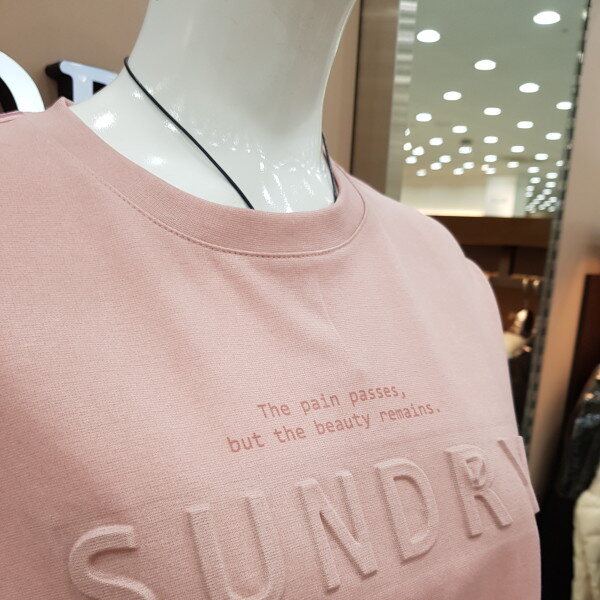 The pain passes,
but the beauty remains.
SUNDRY